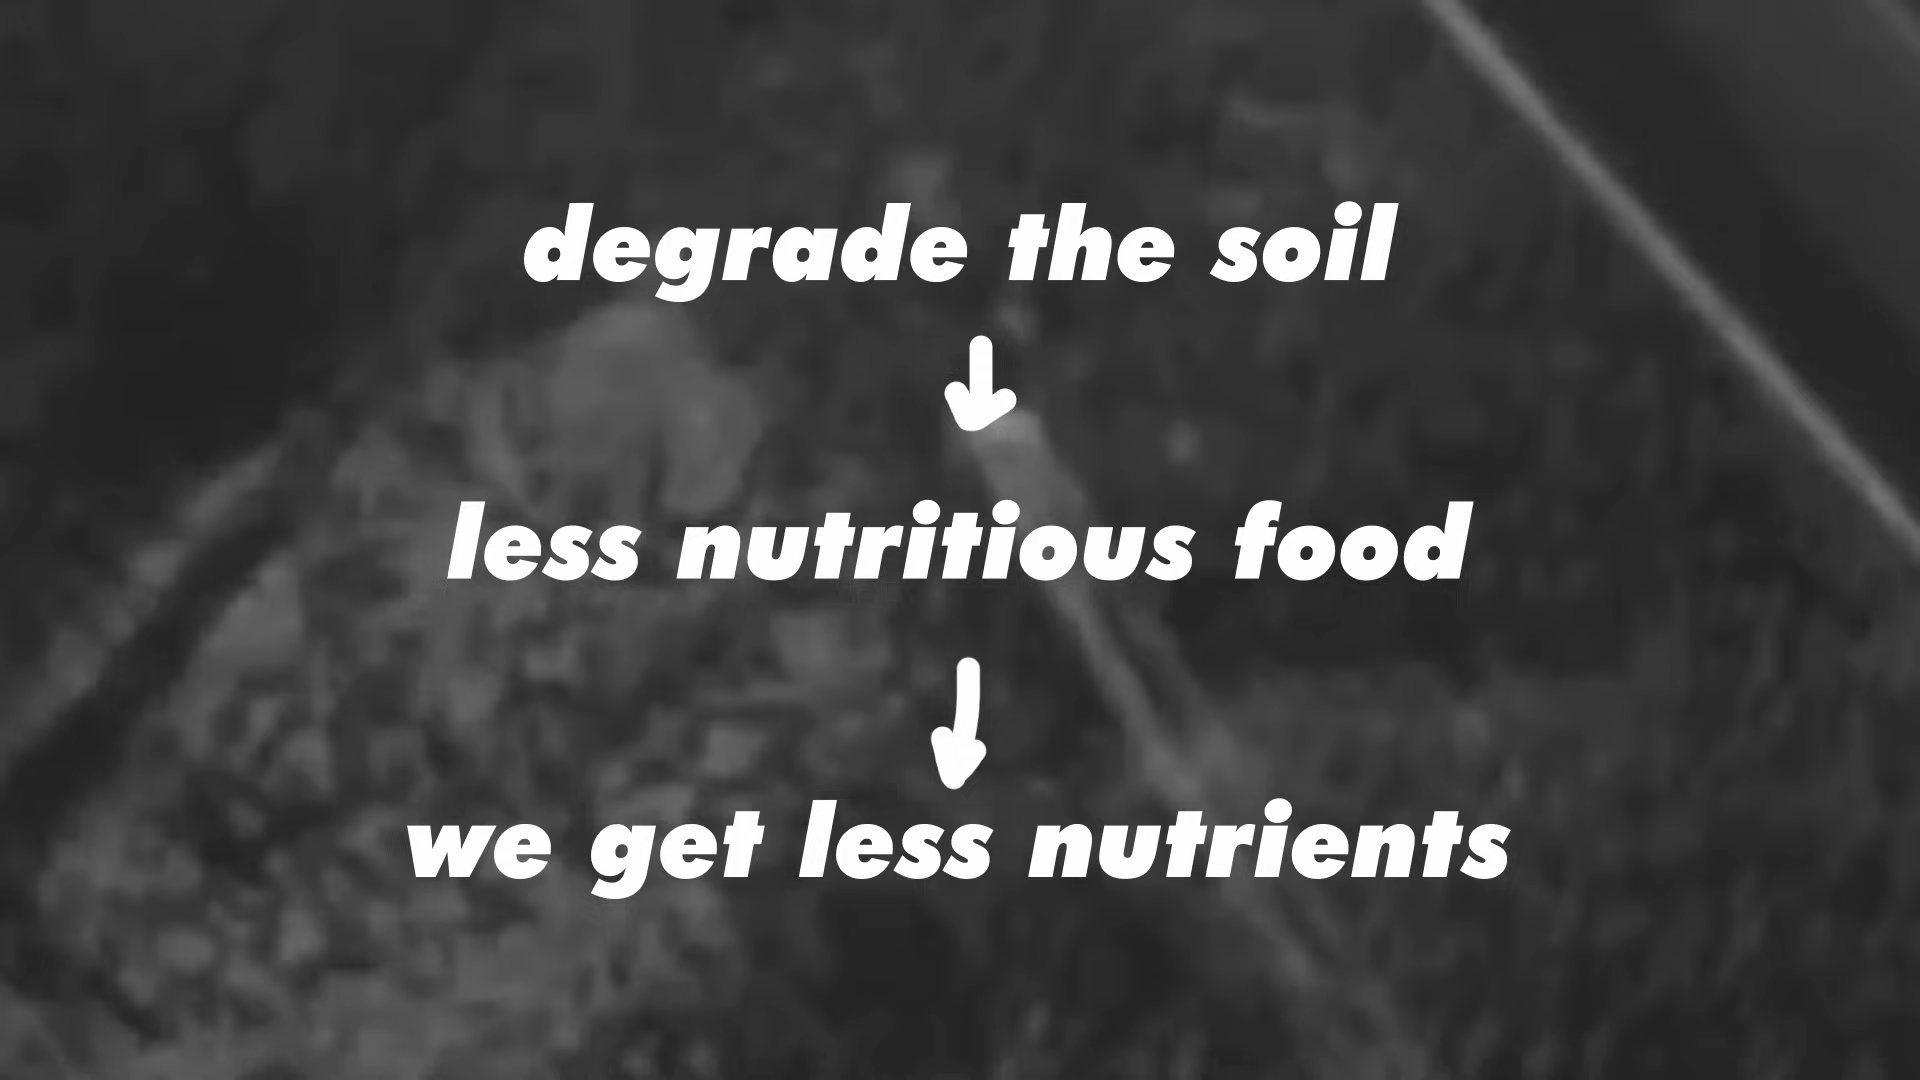 degrade the soil
less nutritious food
we get less nutrients